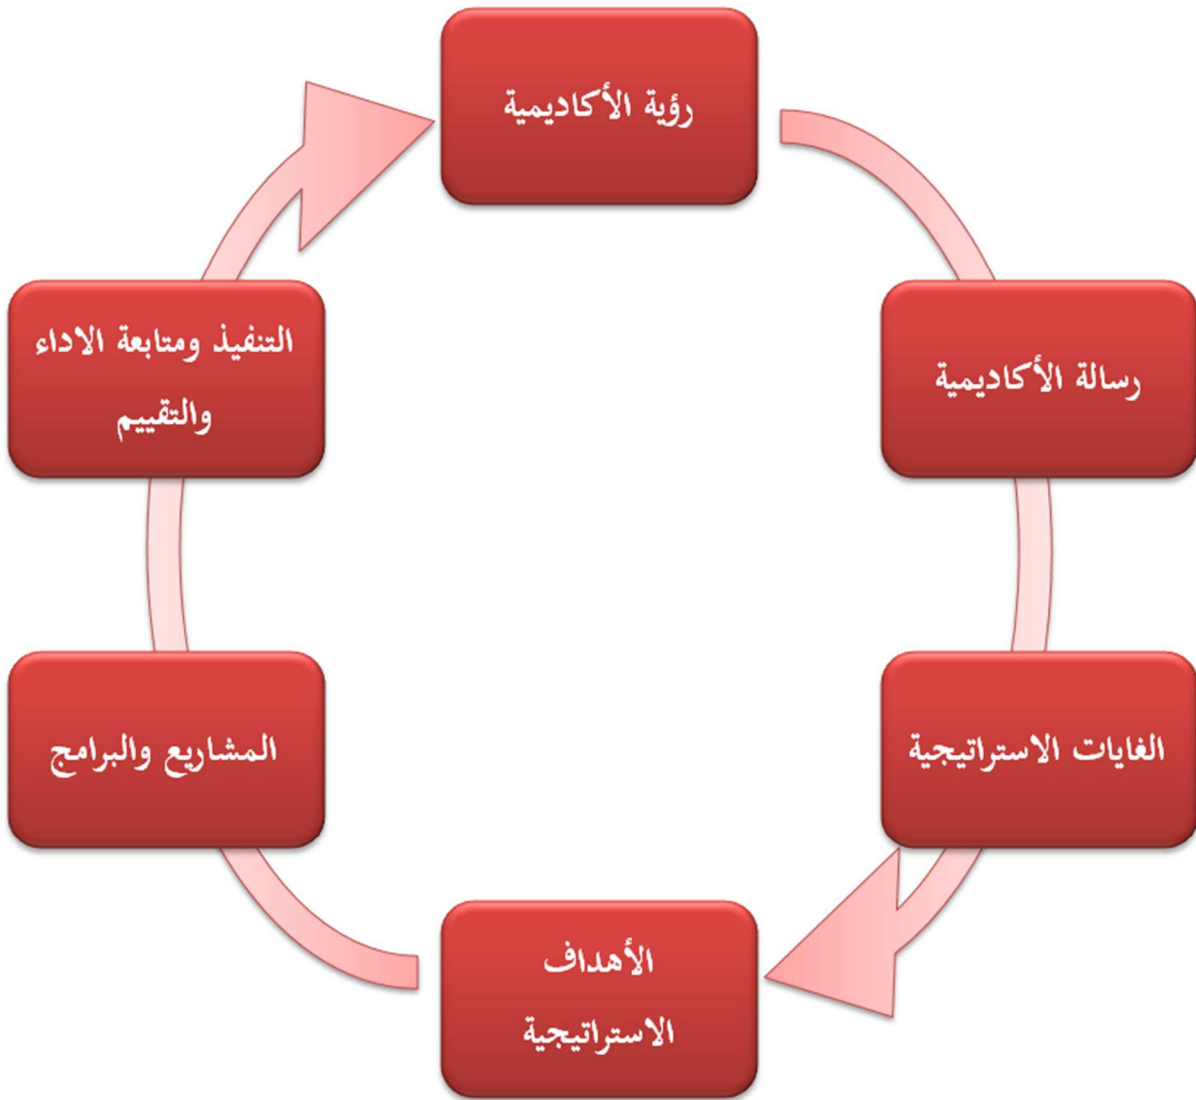 رؤية الأكاديمية
رسالة الأكاديمية
الغايات الاستراتيجية
الأهداف
الاستراتيجية
المشاريع والبرامج
التنفيذ ومتابعة الاداء
والتقييم